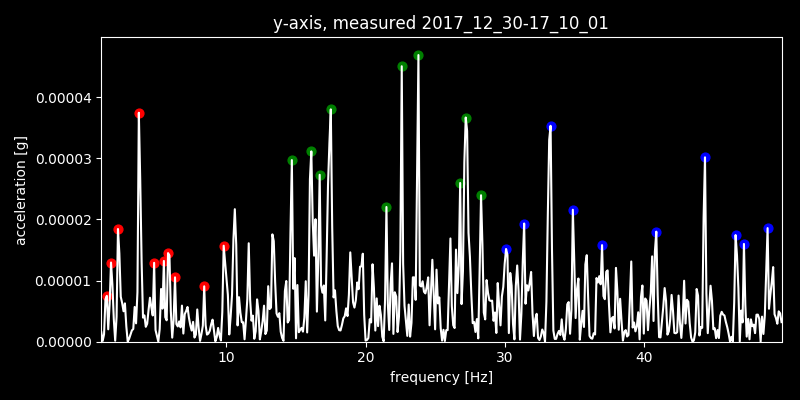 y-axis, measured 2017_12_30-17_10_01
acceleration [g]
0.00004
0.00003
0.00002
0.00001
0.00000
10 20 30 40
frequency [Hz]